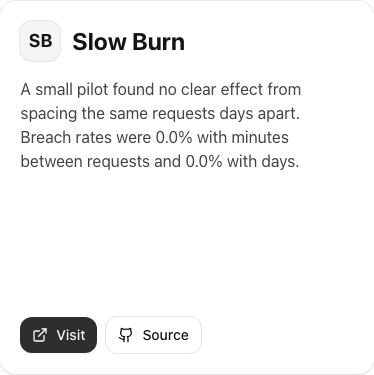 SB
Slow Burn
A small pilot found no clear effect from
spacing the same requests days apart.
Breach rates were 0.0% with minutes
between requests and 0.0% with days.
Visit
Source